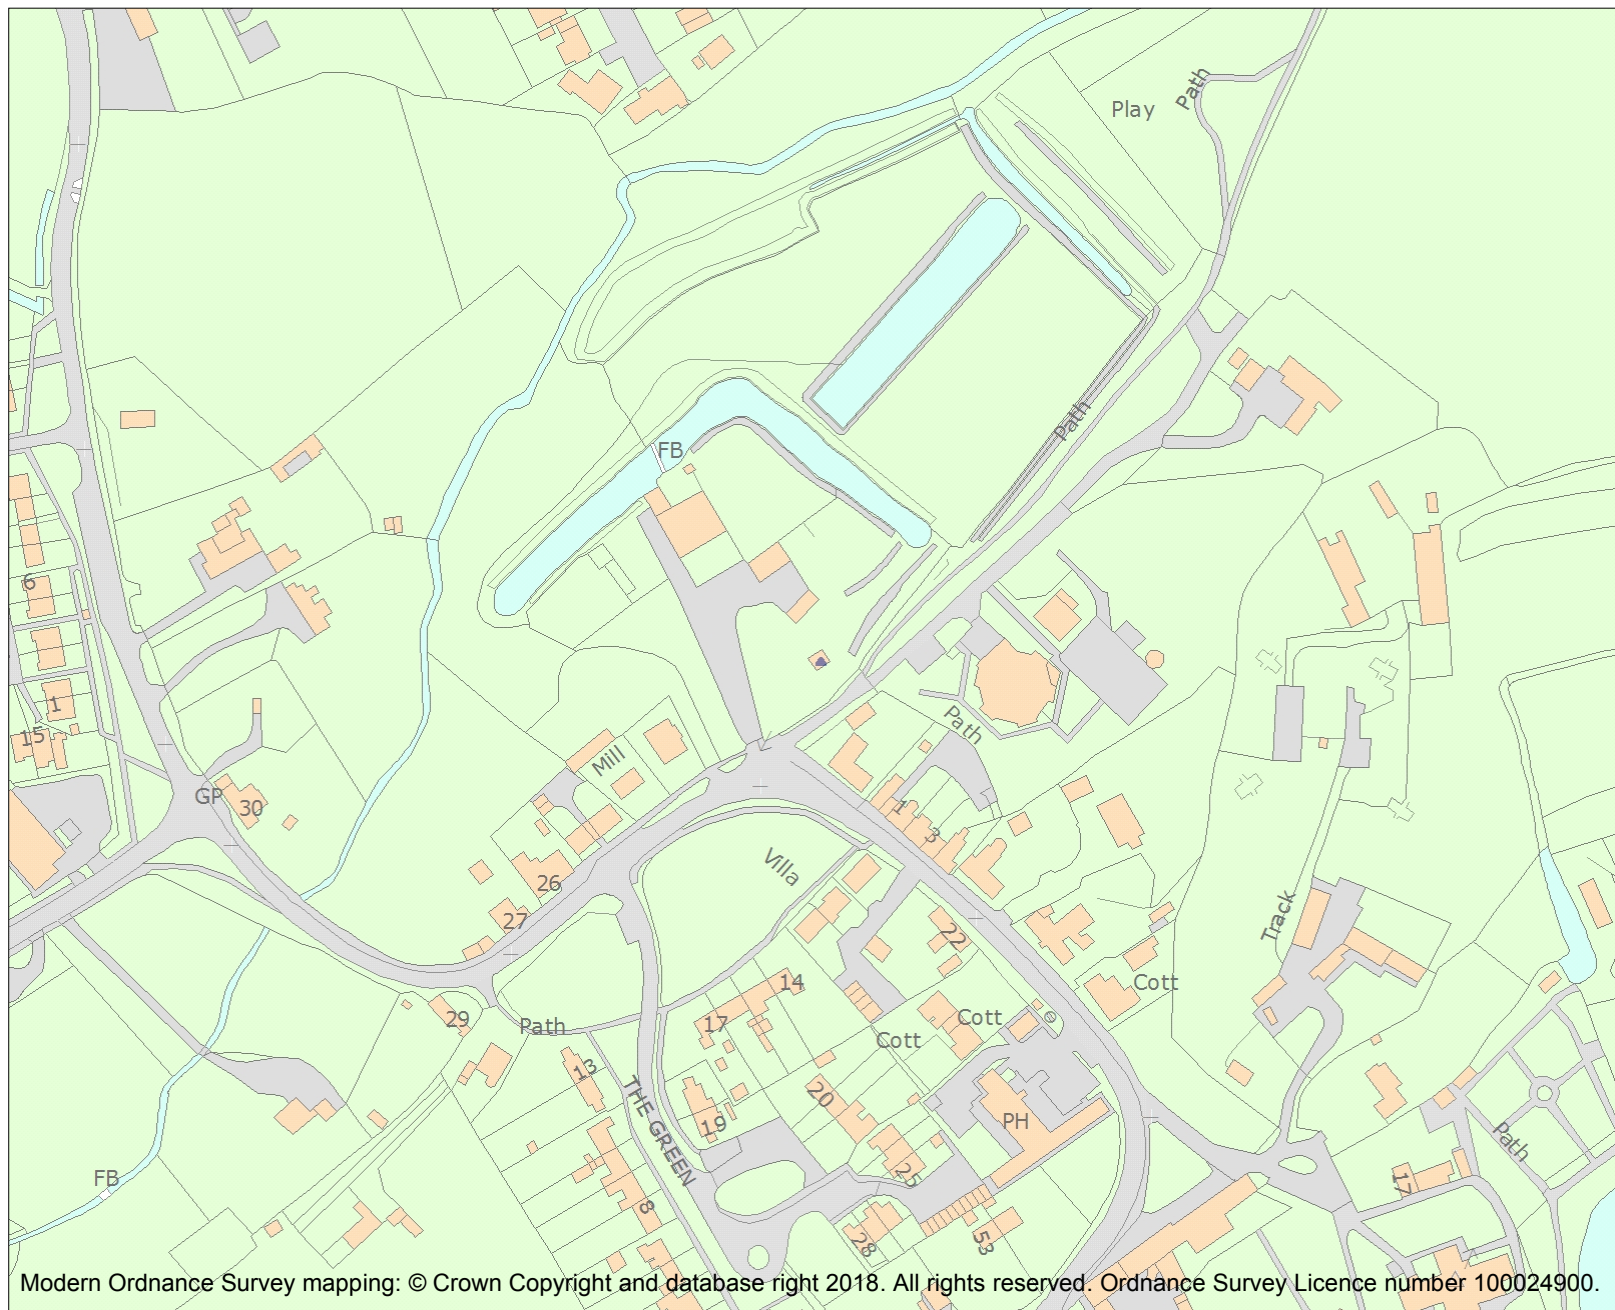 Path
Play
Path
FB
6
1
15
Path
Mill
GP
30
1
3
Villa
26
27
22
Track
14
Cott
17
29
Path
Cott
Cott
13
THE GREEN
20
19
PH
Path
FB
25
17
8
28
53
Modern Ordnance Survey mapping: © Crown Copyright and database right 2018. All rights reserved. Ordnance Survey Licence number 100024900.